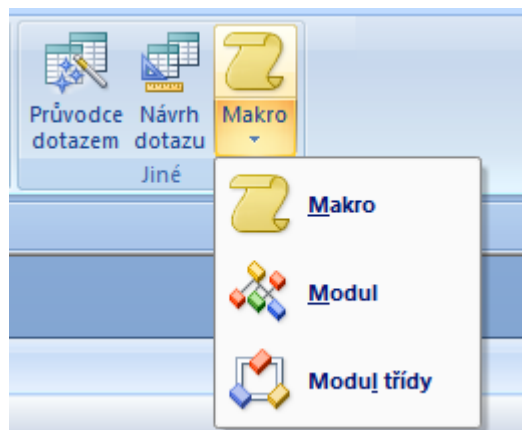 Průvodce Návrh Makro
dotazem dotazu
Jiné
Makro
Modul
Modul třídy